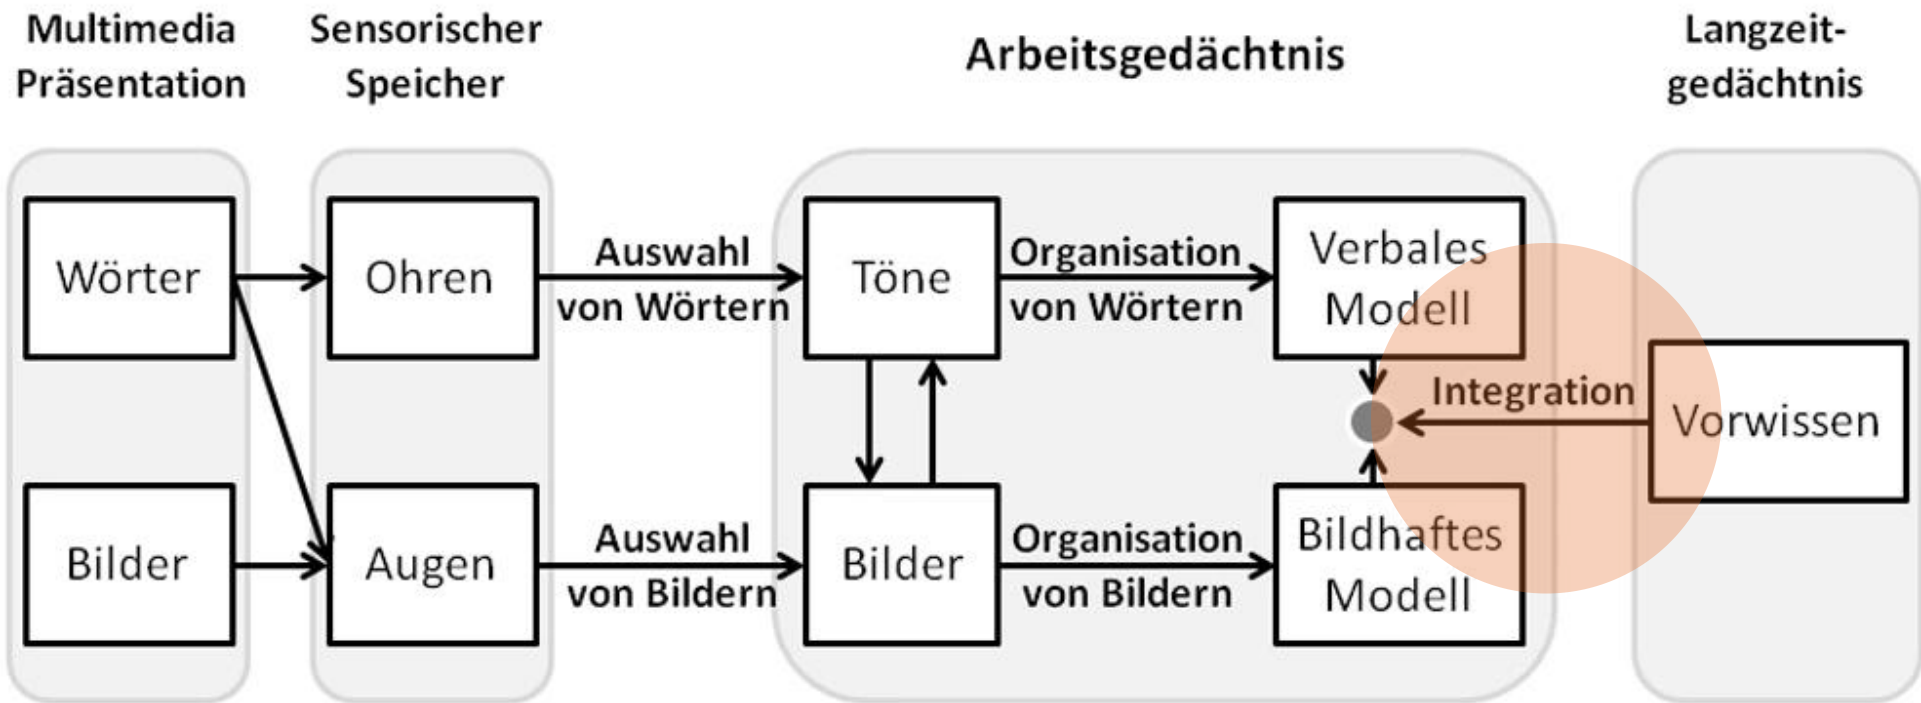 Multimedia
Präsentation
Sensorischer
Speicher
Arbeitsgedächtnis
Langzeit-
gedächtnis
Wörter
Ohren
Auswahl
von Wörtern
Töne
Organisation
von Wörtern
Verbales
Modell
Integration
Vorwissen
Bilder
Augen
Auswahl
von Bildern
Bilder
Organisation
von Bildern
Bildhaftes
Modell